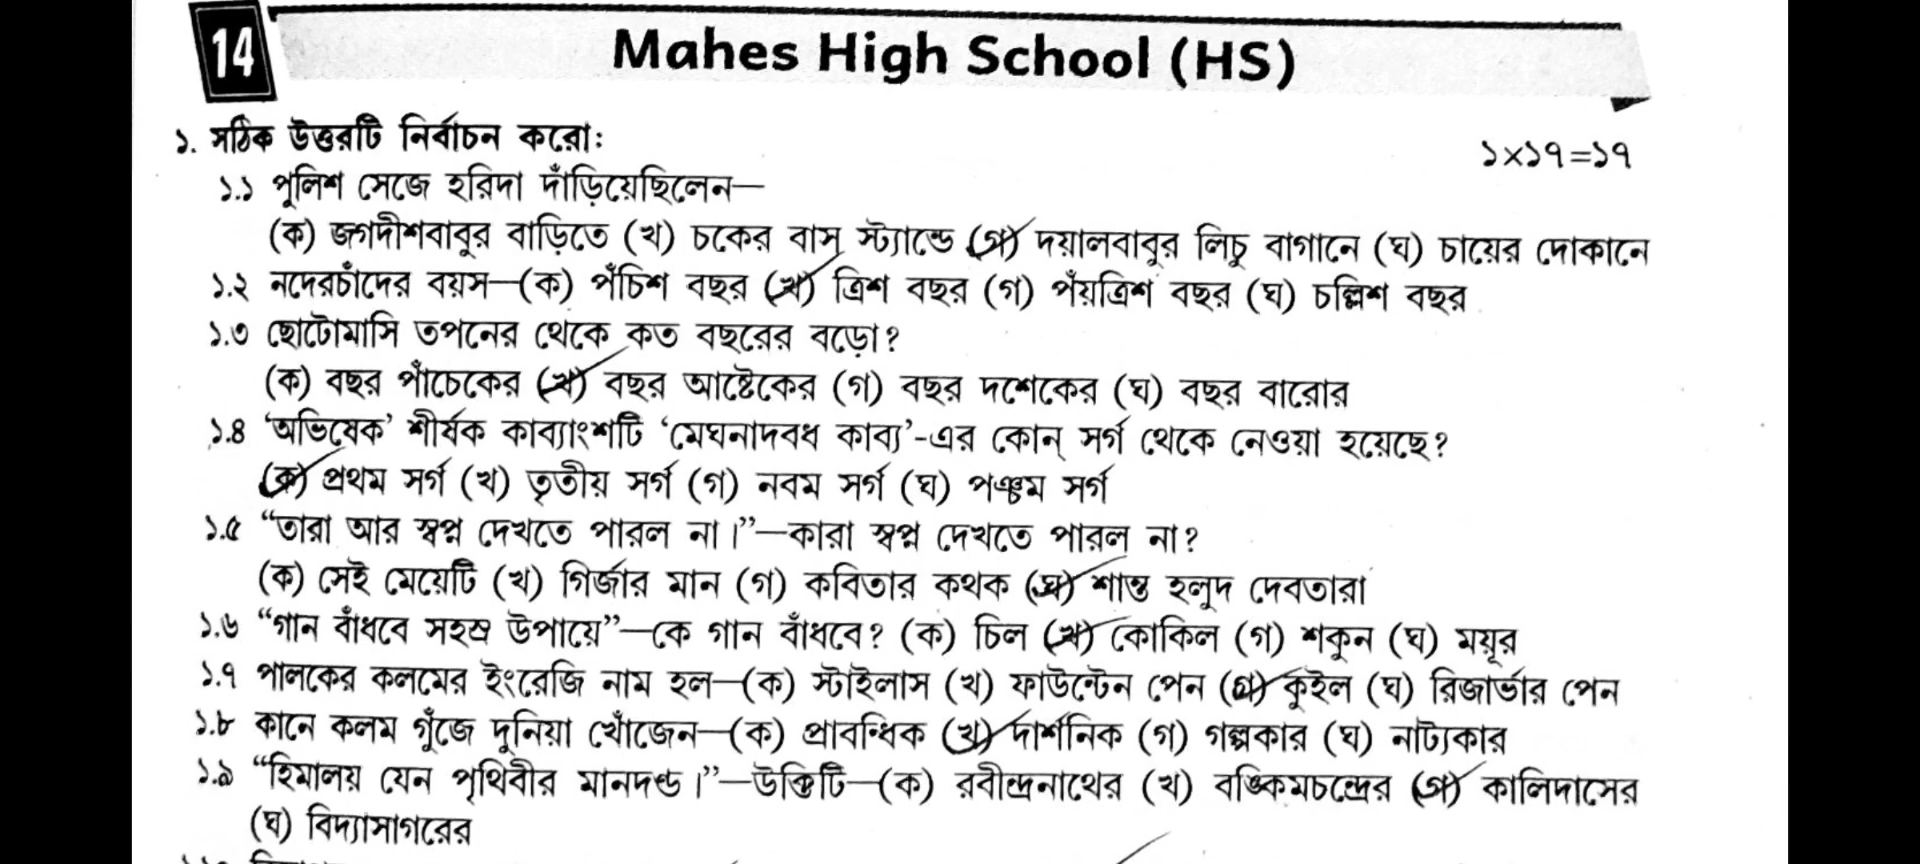 14 Mahes High School (HS)
১. সঠিক উত্তরটি নির্বাচন করো: ১×১৭=১৭
১.১ পুলিশ সেজে হরিদা দাঁড়িয়েছিলেন—
(ক) জগদীশবাবুর বাড়িতে (খ) চকের বাস্ স্ট্যান্ডে (গ) দয়ালবাবুর লিচু বাগানে (ঘ) চায়ের দোকানে
১.২ নদেরচাঁদের বয়স—(ক) পঁচিশ বছর (খ) ত্রিশ বছর (গ) পঁয়ত্রিশ বছর (ঘ) চল্লিশ বছর
১.৩ ছোটোমাসি তপনের থেকে কত বছরের বড়ো?
(ক) বছর পাঁচেকের (খ) বছর আষ্টেকের (গ) বছর দশেকের (ঘ) বছর বারোর
১.৪ ‘অভিষেক’ শীর্ষক কাব্যাংশটি ‘মেঘনাদবধ কাব্য’-এর কোন্ সর্গ থেকে নেওয়া হয়েছে?
(ক) প্রথম সর্গ (খ) তৃতীয় সর্গ (গ) নবম সর্গ (ঘ) পঞ্চম সর্গ
১.৫ “তারা আর স্বপ্ন দেখতে পারল না।”—কারা স্বপ্ন দেখতে পারল না?
(ক) সেই মেয়েটি (খ) গির্জার মান (গ) কবিতার কথক (ঘ) শান্ত হলুদ দেবতারা
১.৬ “গান বাঁধবে সহস্র উপায়ে”—কে গান বাঁধবে? (ক) চিল (খ) কোকিল (গ) শকুন (ঘ) ময়ূর
১.৭ পালকের কলমের ইংরেজি নাম হল—(ক) স্টাইলাস (খ) ফাউন্টেন পেন (গ) কুইল (ঘ) রিজার্ভার পেন
১.৮ কানে কলম গুঁজে দুনিয়া খোঁজেন—(ক) প্রাবন্ধিক (খ) দার্শনিক (গ) গল্পকার (ঘ) নাট্যকার
১.৯ “হিমালয় যেন পৃথিবীর মানদণ্ড।”—উক্তিটি—(ক) রবীন্দ্রনাথের (খ) বঙ্কিমচন্দ্রের (গ) কালিদাসের
(ঘ) বিদ্যাসাগরের